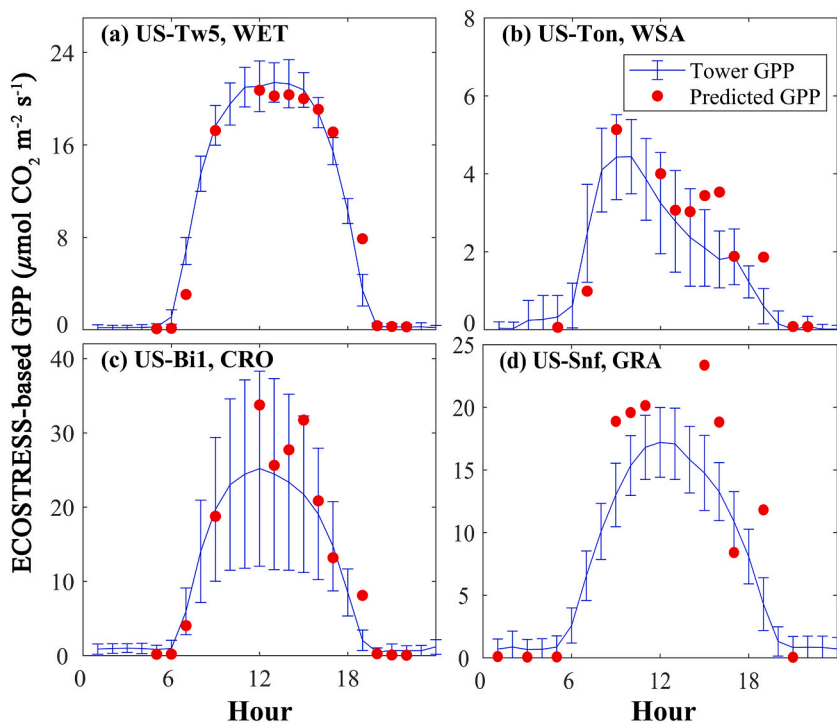 (a) US-Tw5, WET
24
16
8
0
(b) US-Ton, WSA
8
6
4
2
0
Tower GPP
Predicted GPP
ECOSTRESS-based GPP (μmol CO₂ m⁻² s⁻¹)
(c) US-Bi1, CRO
40
30
20
10
0
0 6 12 18
Hour
(d) US-Snf, GRA
25
20
15
10
5
0
0 6 12 18
Hour